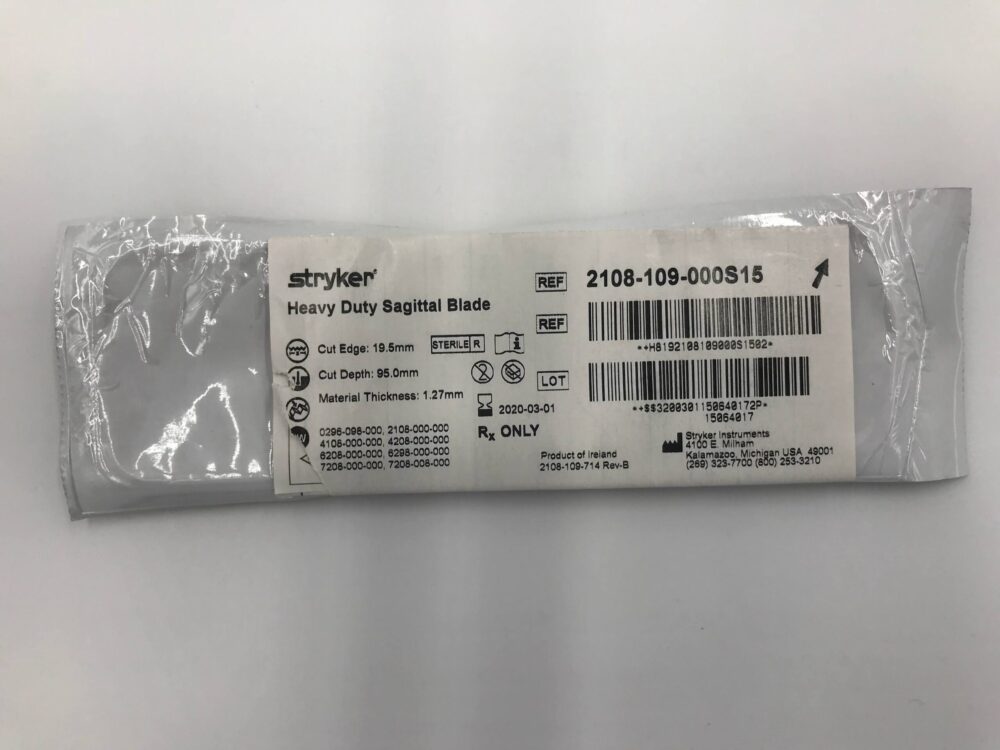 stryker
Heavy Duty Sagittal Blade
Cut Edge: 19.5mm
Cut Depth: 95.0mm
Material Thickness: 1.27mm
0296-098-000, 2108-000-000
4108-000-000, 4208-000-000
6208-000-000, 6298-000-000
7208-000-000, 7208-008-000
STERILE R
2
2020-03-01
Rx ONLY
REF 2108-109-000S15
REF
*+H8192108109000S1502*
LOT
*+$$3200301150640172P*
15064017
Product of Ireland
2108-109-714 Rev-B
Stryker Instruments
4100 E. Milham
Kalamazoo, Michigan USA 49001
(269) 323-7700 (800) 253-3210